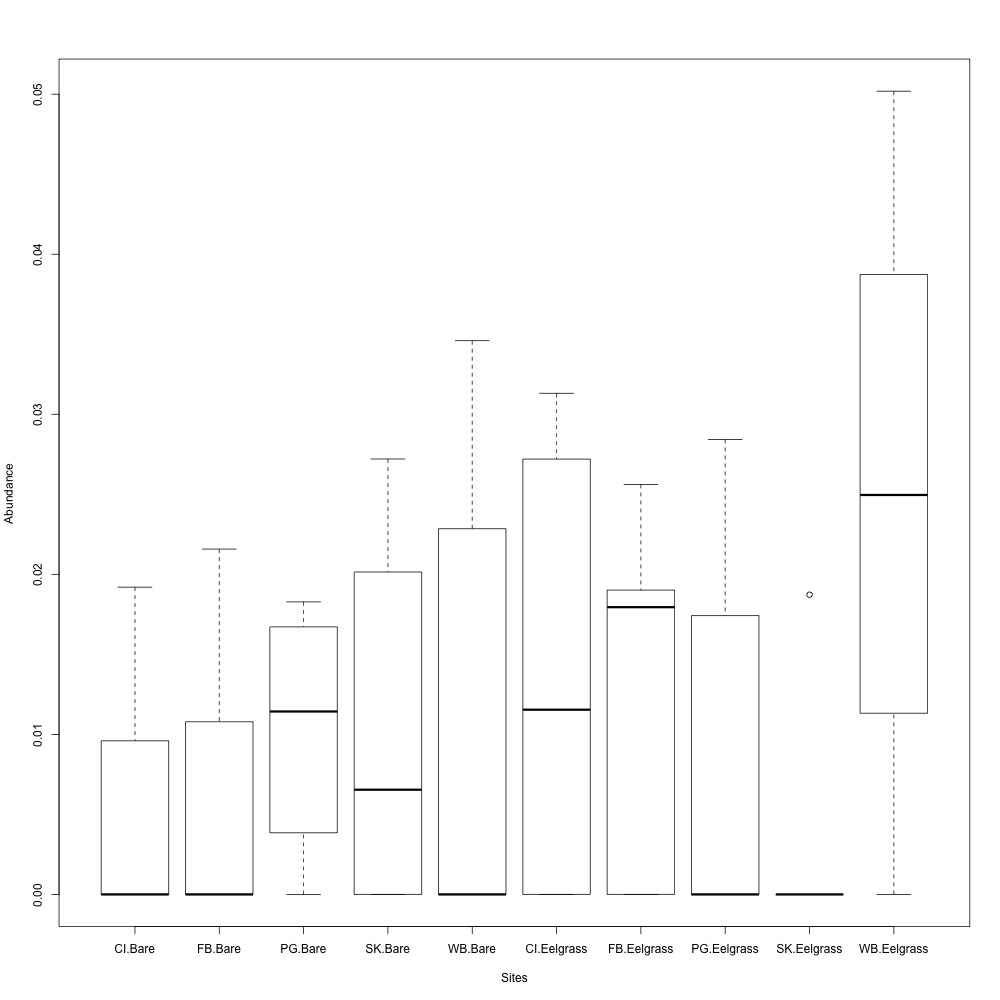 0.05
0.04
0.03
0.02
0.01
0.00
Abundance
CI.Bare FB.Bare PG.Bare SK.Bare WB.Bare CI.Eelgrass FB.Eelgrass PG.Eelgrass SK.Eelgrass WB.Eelgrass
Sites